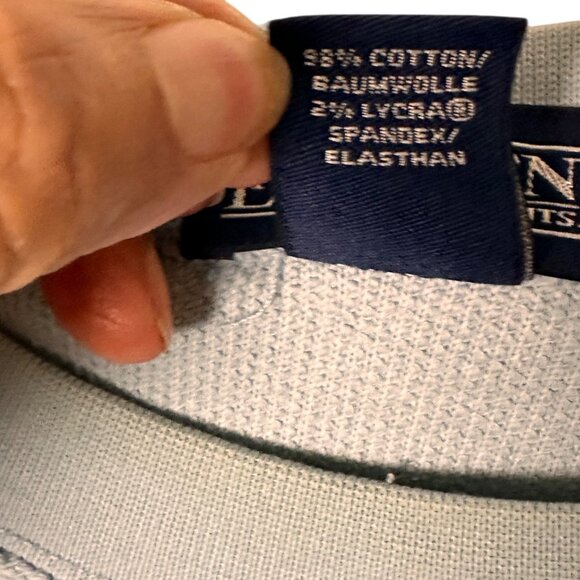 98% COTTON/
BAUMWOLLE
2% LYCRA®
SPANDEX/
ELASTHAN